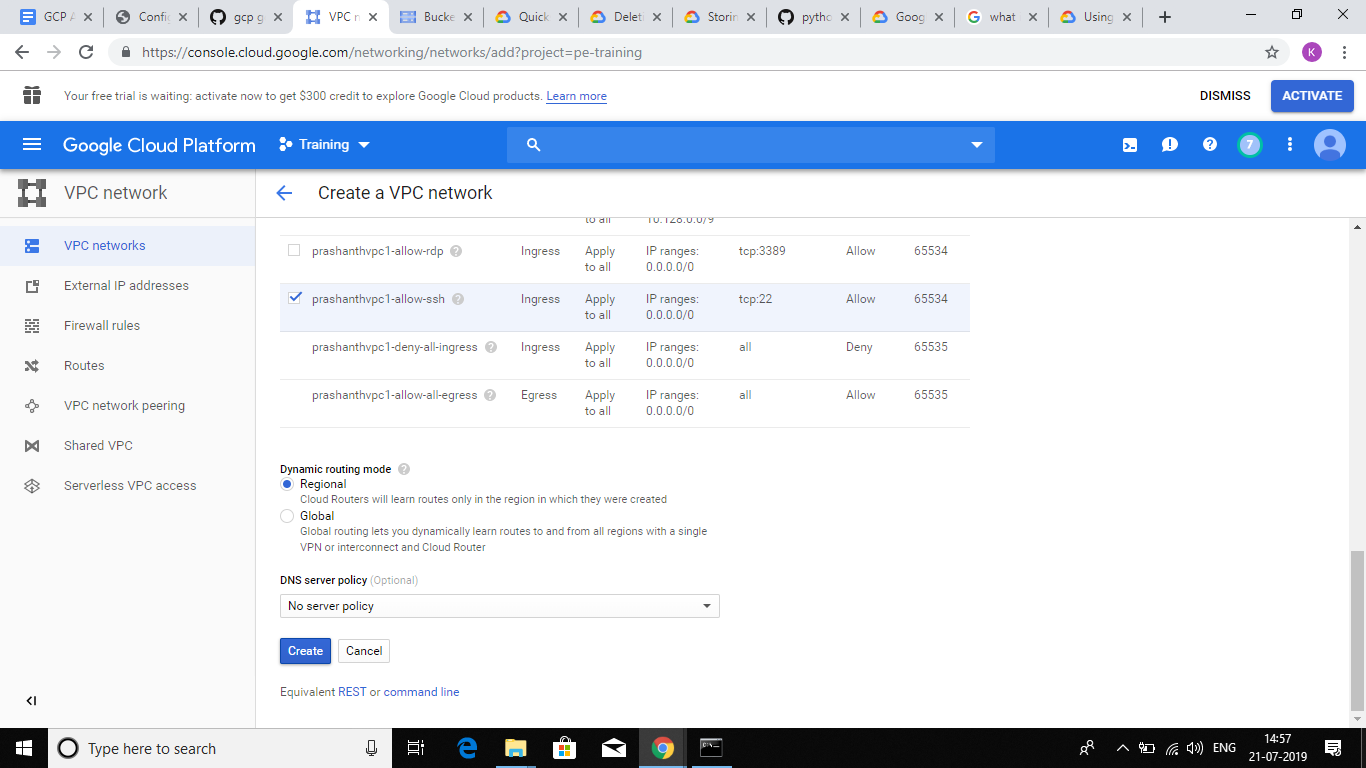 GCP A
Config
gcp g
VPC n
Bucke
Quick
Delet
Storin
pytho
Goog
what
Using
https://console.cloud.google.com/networking/networks/add?project=pe-training
K
Your free trial is waiting: activate now to get $300 credit to explore Google Cloud products. Learn more
DISMISS
ACTIVATE
Google Cloud Platform
Training
7
VPC network
Create a VPC network
VPC networks
External IP addresses
Firewall rules
Routes
VPC network peering
Shared VPC
Serverless VPC access
to all 10.128.0.0/9
prashanthvpc1-allow-rdp Ingress Apply to all IP ranges: 0.0.0.0/0 tcp:3389 Allow 65534
prashanthvpc1-allow-ssh Ingress Apply to all IP ranges: 0.0.0.0/0 tcp:22 Allow 65534
prashanthvpc1-deny-all-ingress Ingress Apply to all IP ranges: 0.0.0.0/0 all Deny 65535
prashanthvpc1-allow-all-egress Egress Apply to all IP ranges: 0.0.0.0/0 all Allow 65535
Dynamic routing mode
Regional
Cloud Routers will learn routes only in the region in which they were created
Global
Global routing lets you dynamically learn routes to and from all regions with a single
VPN or interconnect and Cloud Router
DNS server policy (Optional)
No server policy
Create
Cancel
Equivalent REST or command line
Type here to search
ENG
14:57
21-07-2019